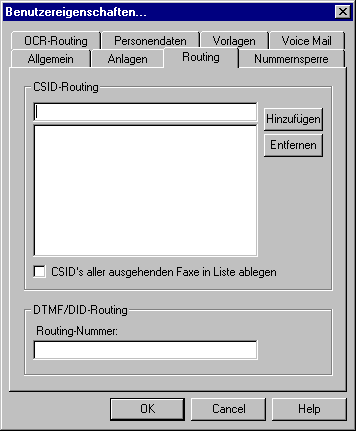 Benutzereigenschaften...
OCR-Routing Personendaten Vorlagen Voice Mail
Allgemein Anlagen Routing Nummernsperre
CSID-Routing
Hinzufügen
Entfernen
CSID's aller ausgehenden Faxe in Liste ablegen
DTMF/DID-Routing
Routing-Nummer:
OK Cancel Help